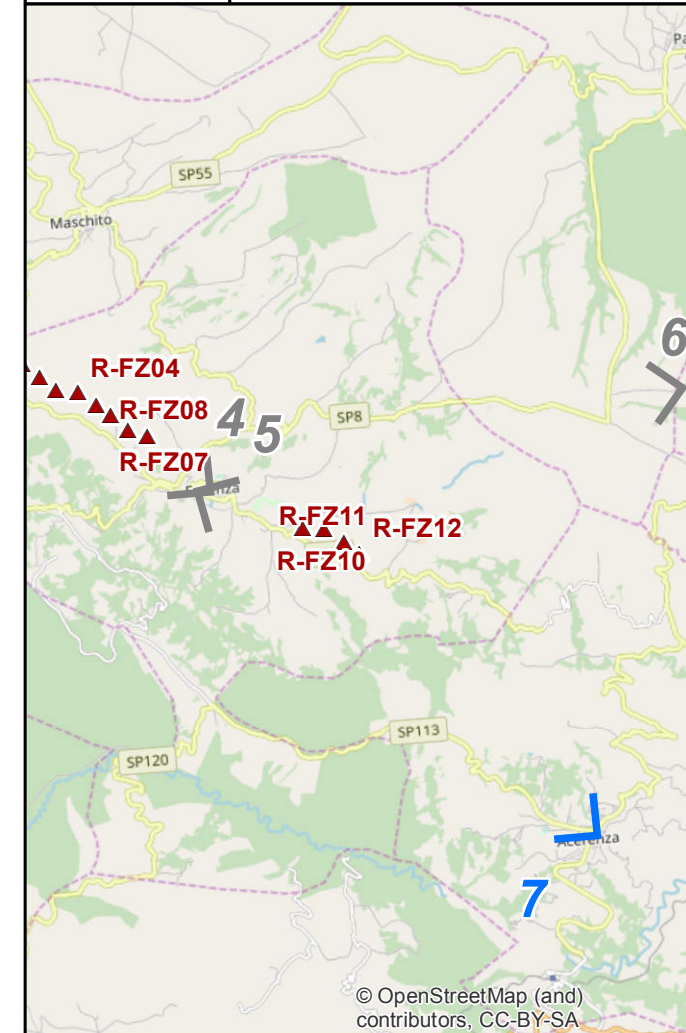 Pa
SP55
Maschito
6
R-FZ04
R-FZ08
4 5
SP8
R-FZ07
R-FZ11
R-FZ12
R-FZ10
SP113
SP120
Acerenza
7
© OpenStreetMap (and)
contributors, CC-BY-SA